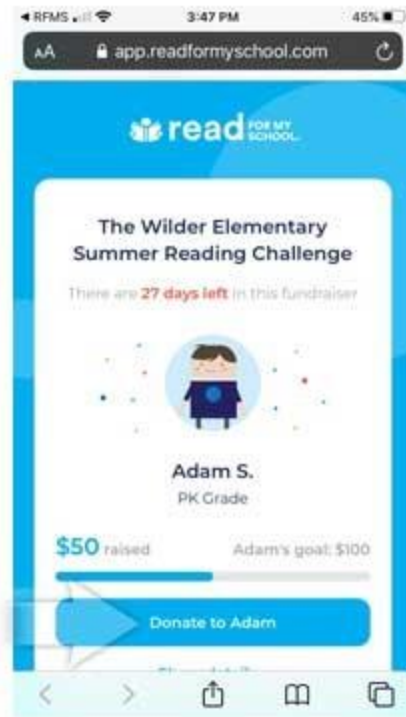 RFMS 3:47 PM 45%
AA app.readformyschool.com
read FOR MY SCHOOL.
The Wilder Elementary
Summer Reading Challenge
There are 27 days left in this fundraiser
Adam S.
PK Grade
$50 raised Adam's goal: $100
Donate to Adam